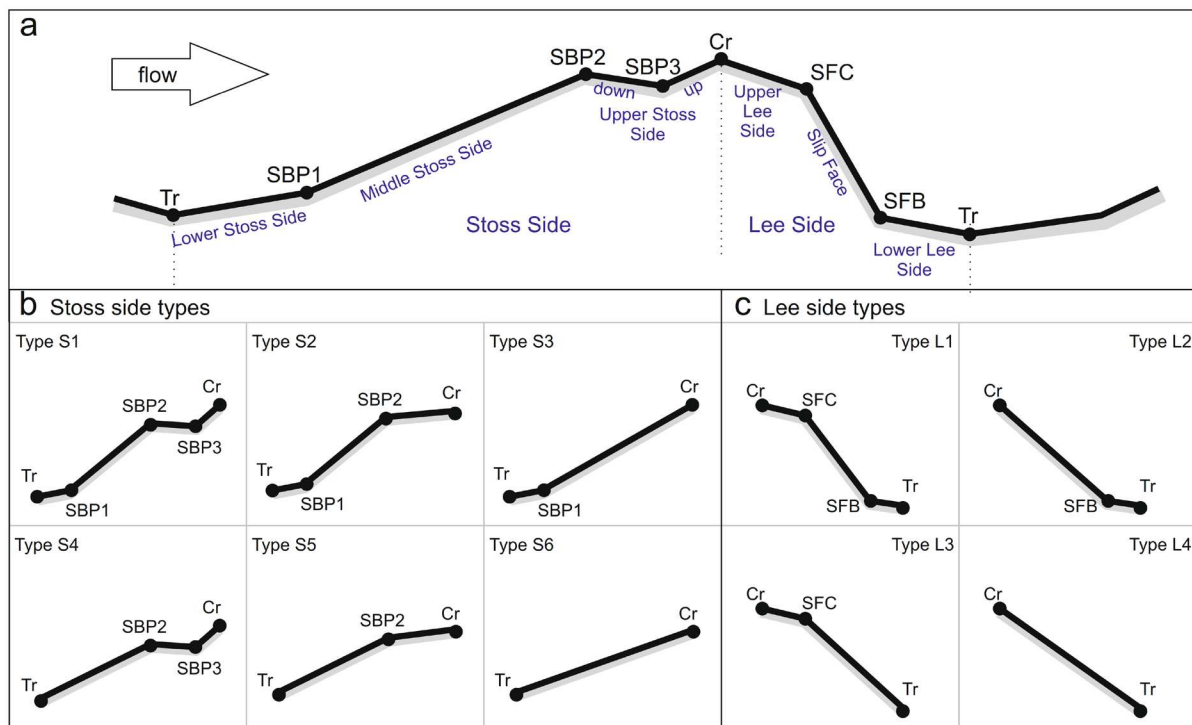 a
flow
Tr
SBP1
SBP2
SBP3
Cr
SFC
SFB
Tr
down
up
Upper Stoss
Side
Upper
Lee
Side
Slip Face
Middle Stoss Side
Lower Stoss Side
Stoss Side
Lee Side
Lower Lee
Side
b Stoss side types
Type S1
Tr
SBP1
SBP2
SBP3
Cr
Type S2
Tr
SBP1
SBP2
Cr
Type S3
Tr
SBP1
Cr
Type S4
Tr
SBP2
SBP3
Cr
Type S5
Tr
SBP2
Cr
Type S6
Tr
Cr
c Lee side types
Type L1
Cr
SFC
SFB
Tr
Type L2
Cr
SFB
Tr
Type L3
Cr
SFC
Tr
Type L4
Cr
Tr